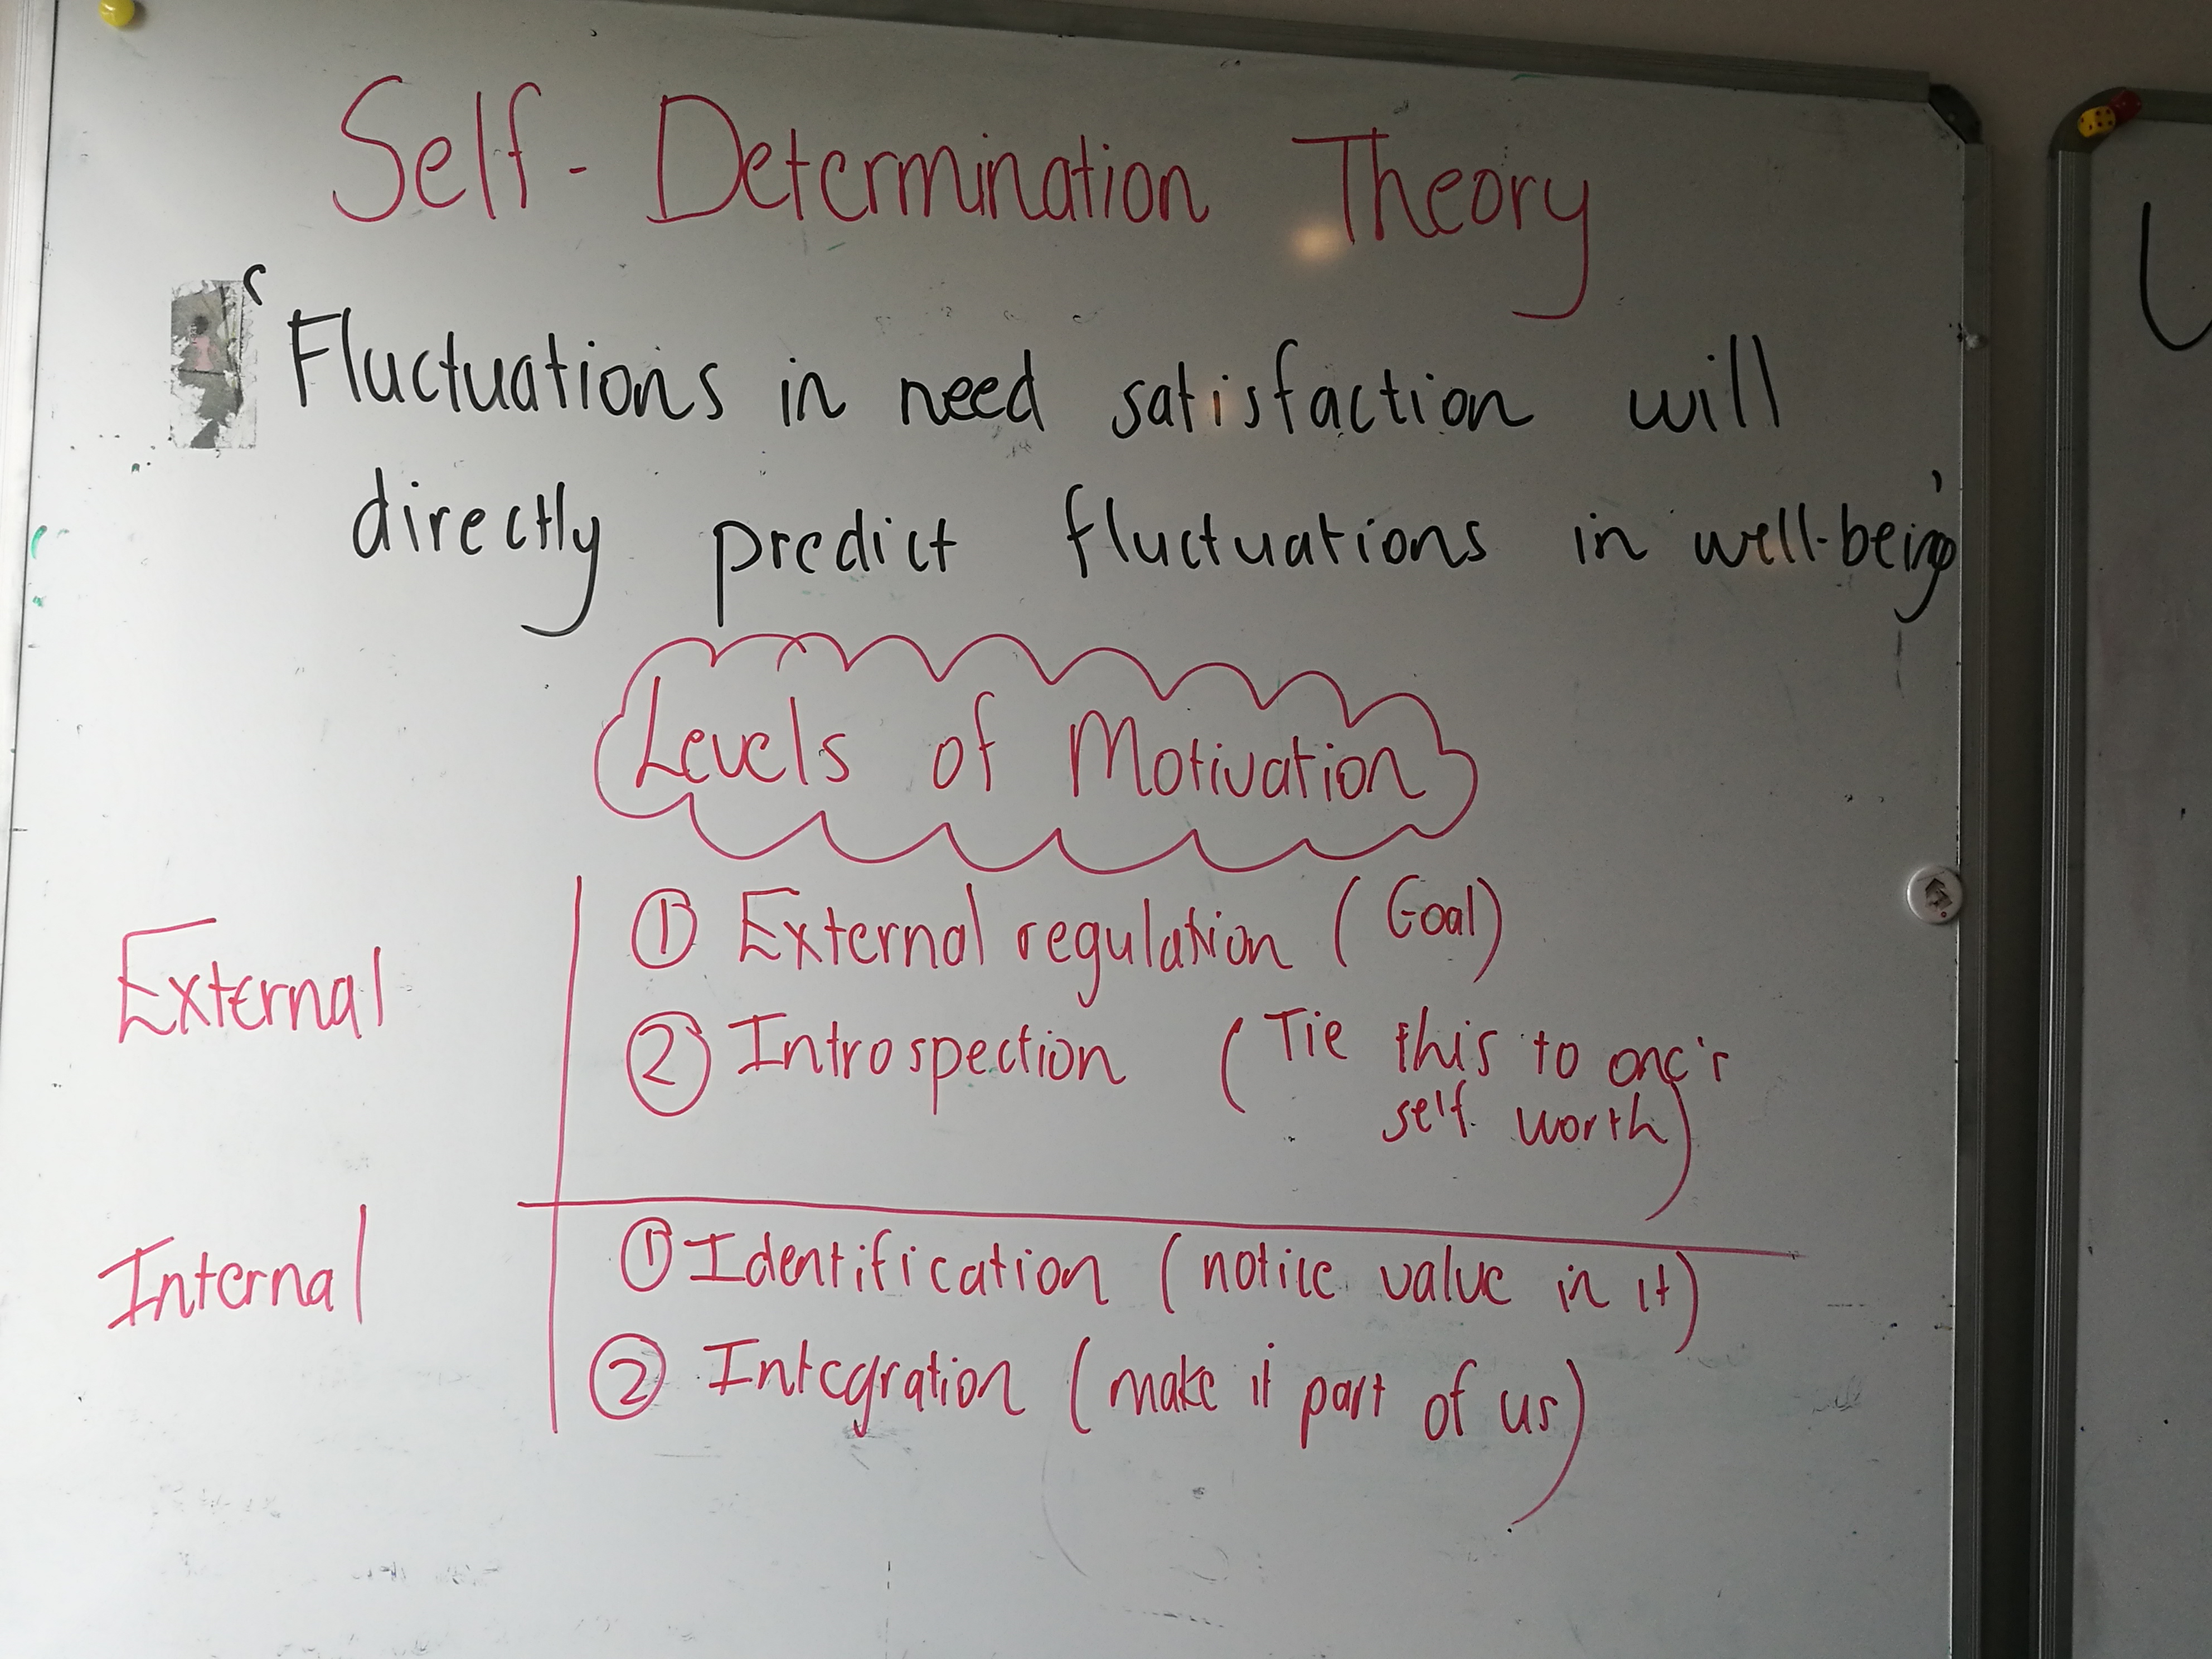 Self-Determination Theory
'Fluctuations in need satisfaction will
directly predict fluctuations in well-being'
Levels of Motivation
External
① External regulation (Goal)
② Introspection (Tie this to one's
self worth)
Internal
① Identification (notice value in it)
② Integration (make it part of us)